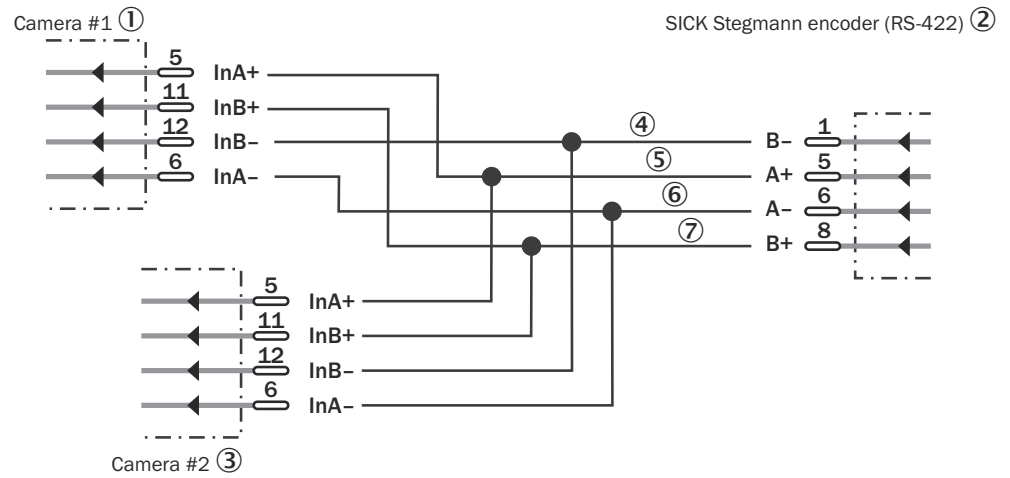 Camera #1 ①
SICK Stegmann encoder (RS-422) ②
5 InA+
11 InB+
12 InB–
6 InA–
④
⑤
⑥
⑦
B– 1
A+ 5
A– 6
B+ 8
5 InA+
11 InB+
12 InB–
6 InA–
Camera #2 ③